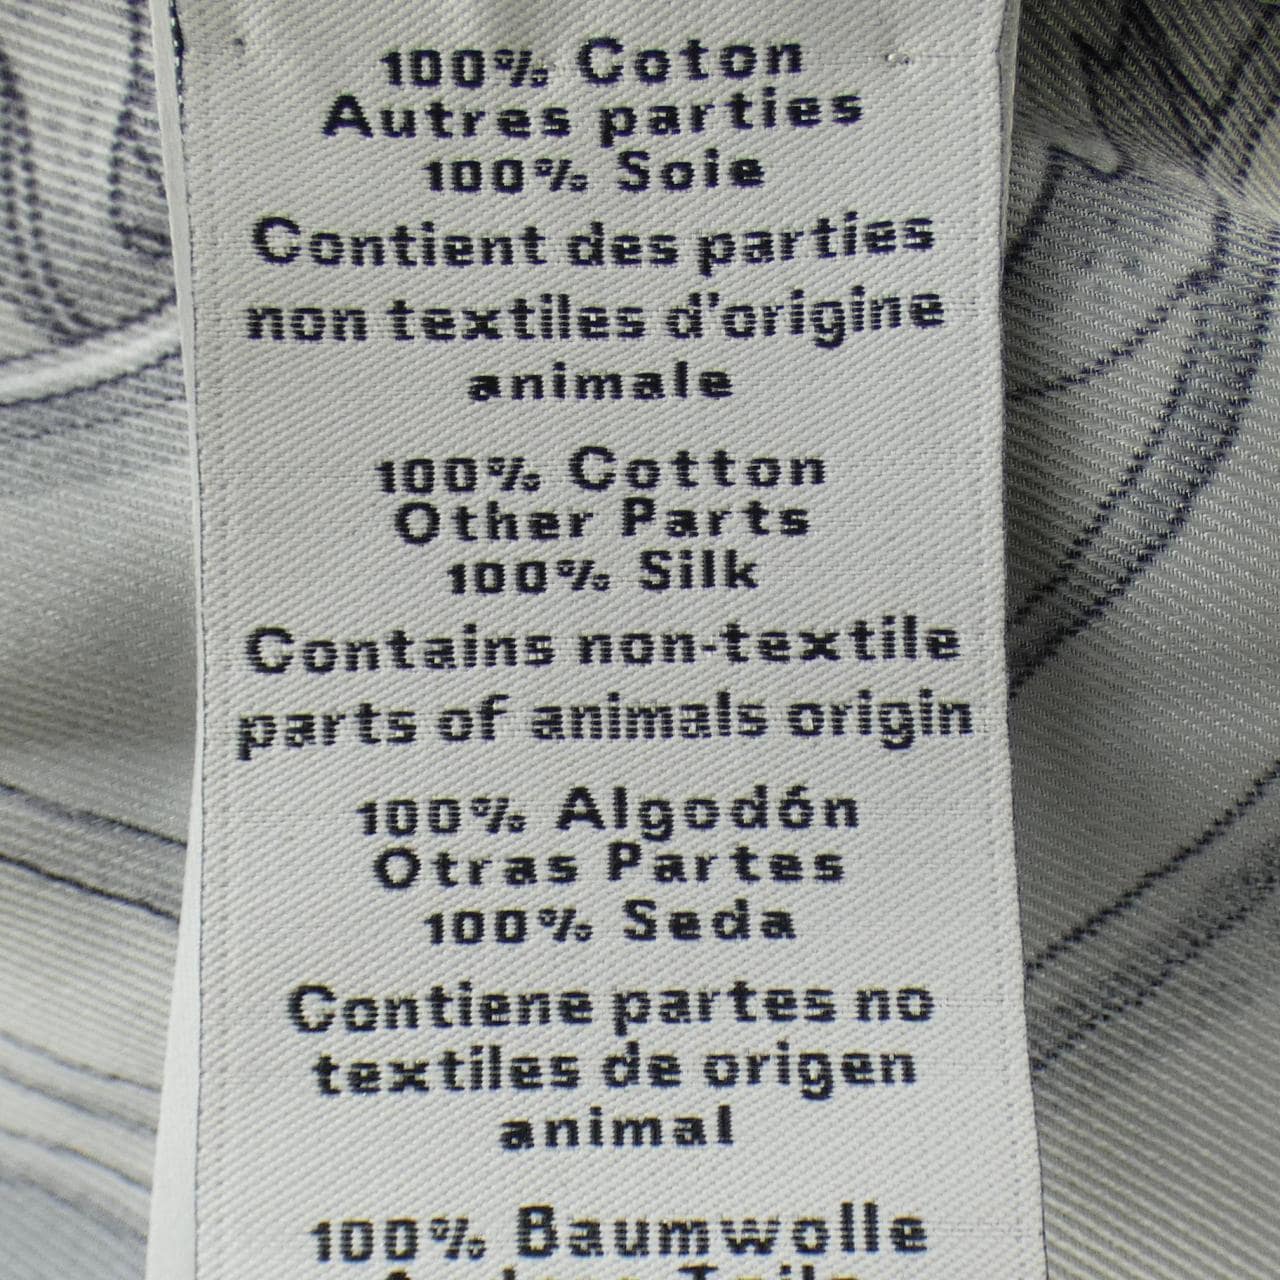 100% Coton
Autres parties
100% Soie
Contient des parties
non textiles d'origine
animale
100% Cotton
Other Parts
100% Silk
Contains non-textile
parts of animals origin
100% Algodón
Otras Partes
100% Seda
Contiene partes no
textiles de origen
animal
100% Baumwolle